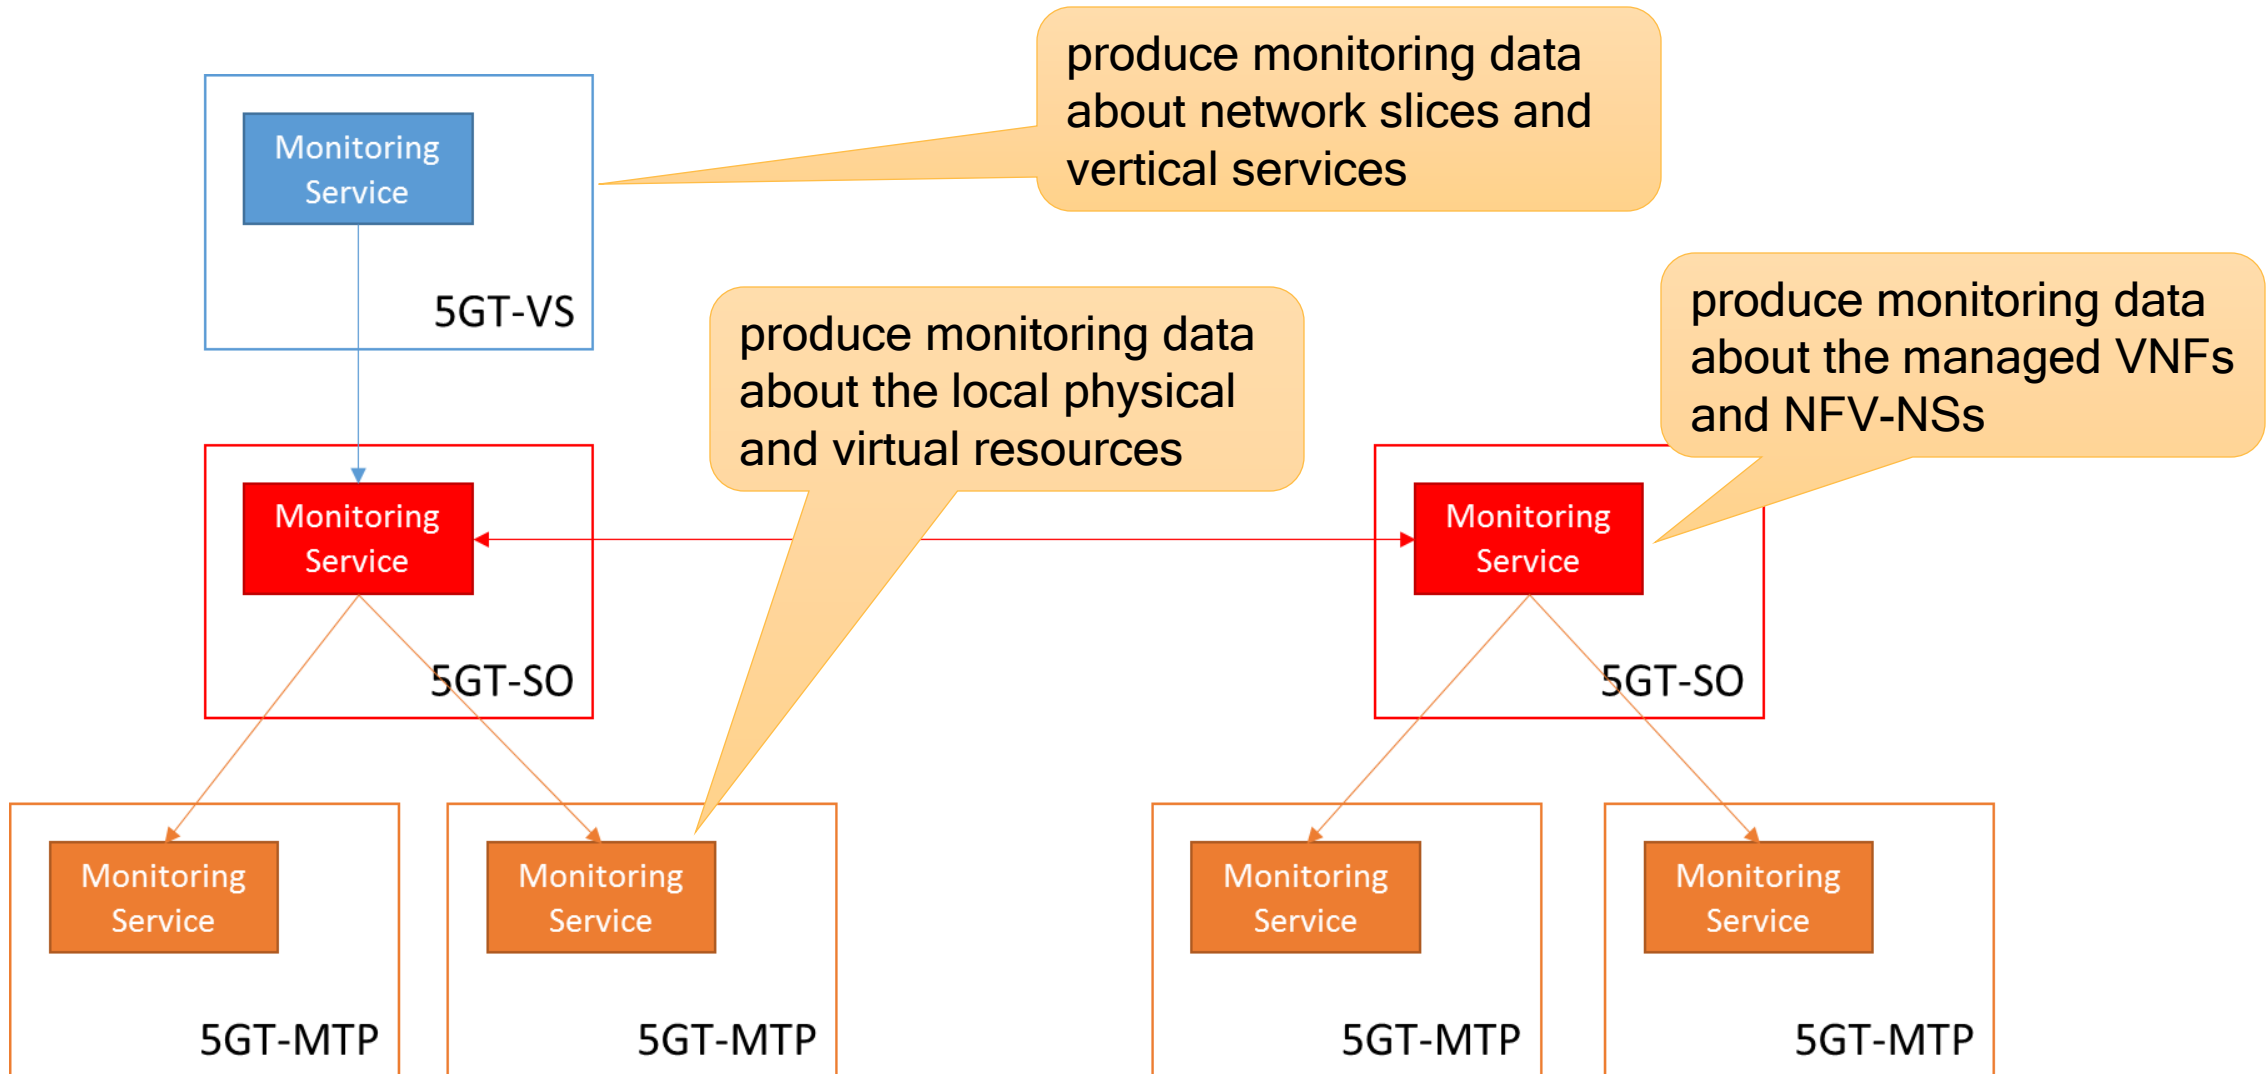 produce monitoring data
about network slices and
vertical services
Monitoring
Service
5GT-VS
produce monitoring data
about the local physical
and virtual resources
produce monitoring data
about the managed VNFs
and NFV-NSs
Monitoring
Service
5GT-SO
Monitoring
Service
5GT-SO
Monitoring
Service
5GT-MTP
Monitoring
Service
5GT-MTP
Monitoring
Service
5GT-MTP
Monitoring
Service
5GT-MTP